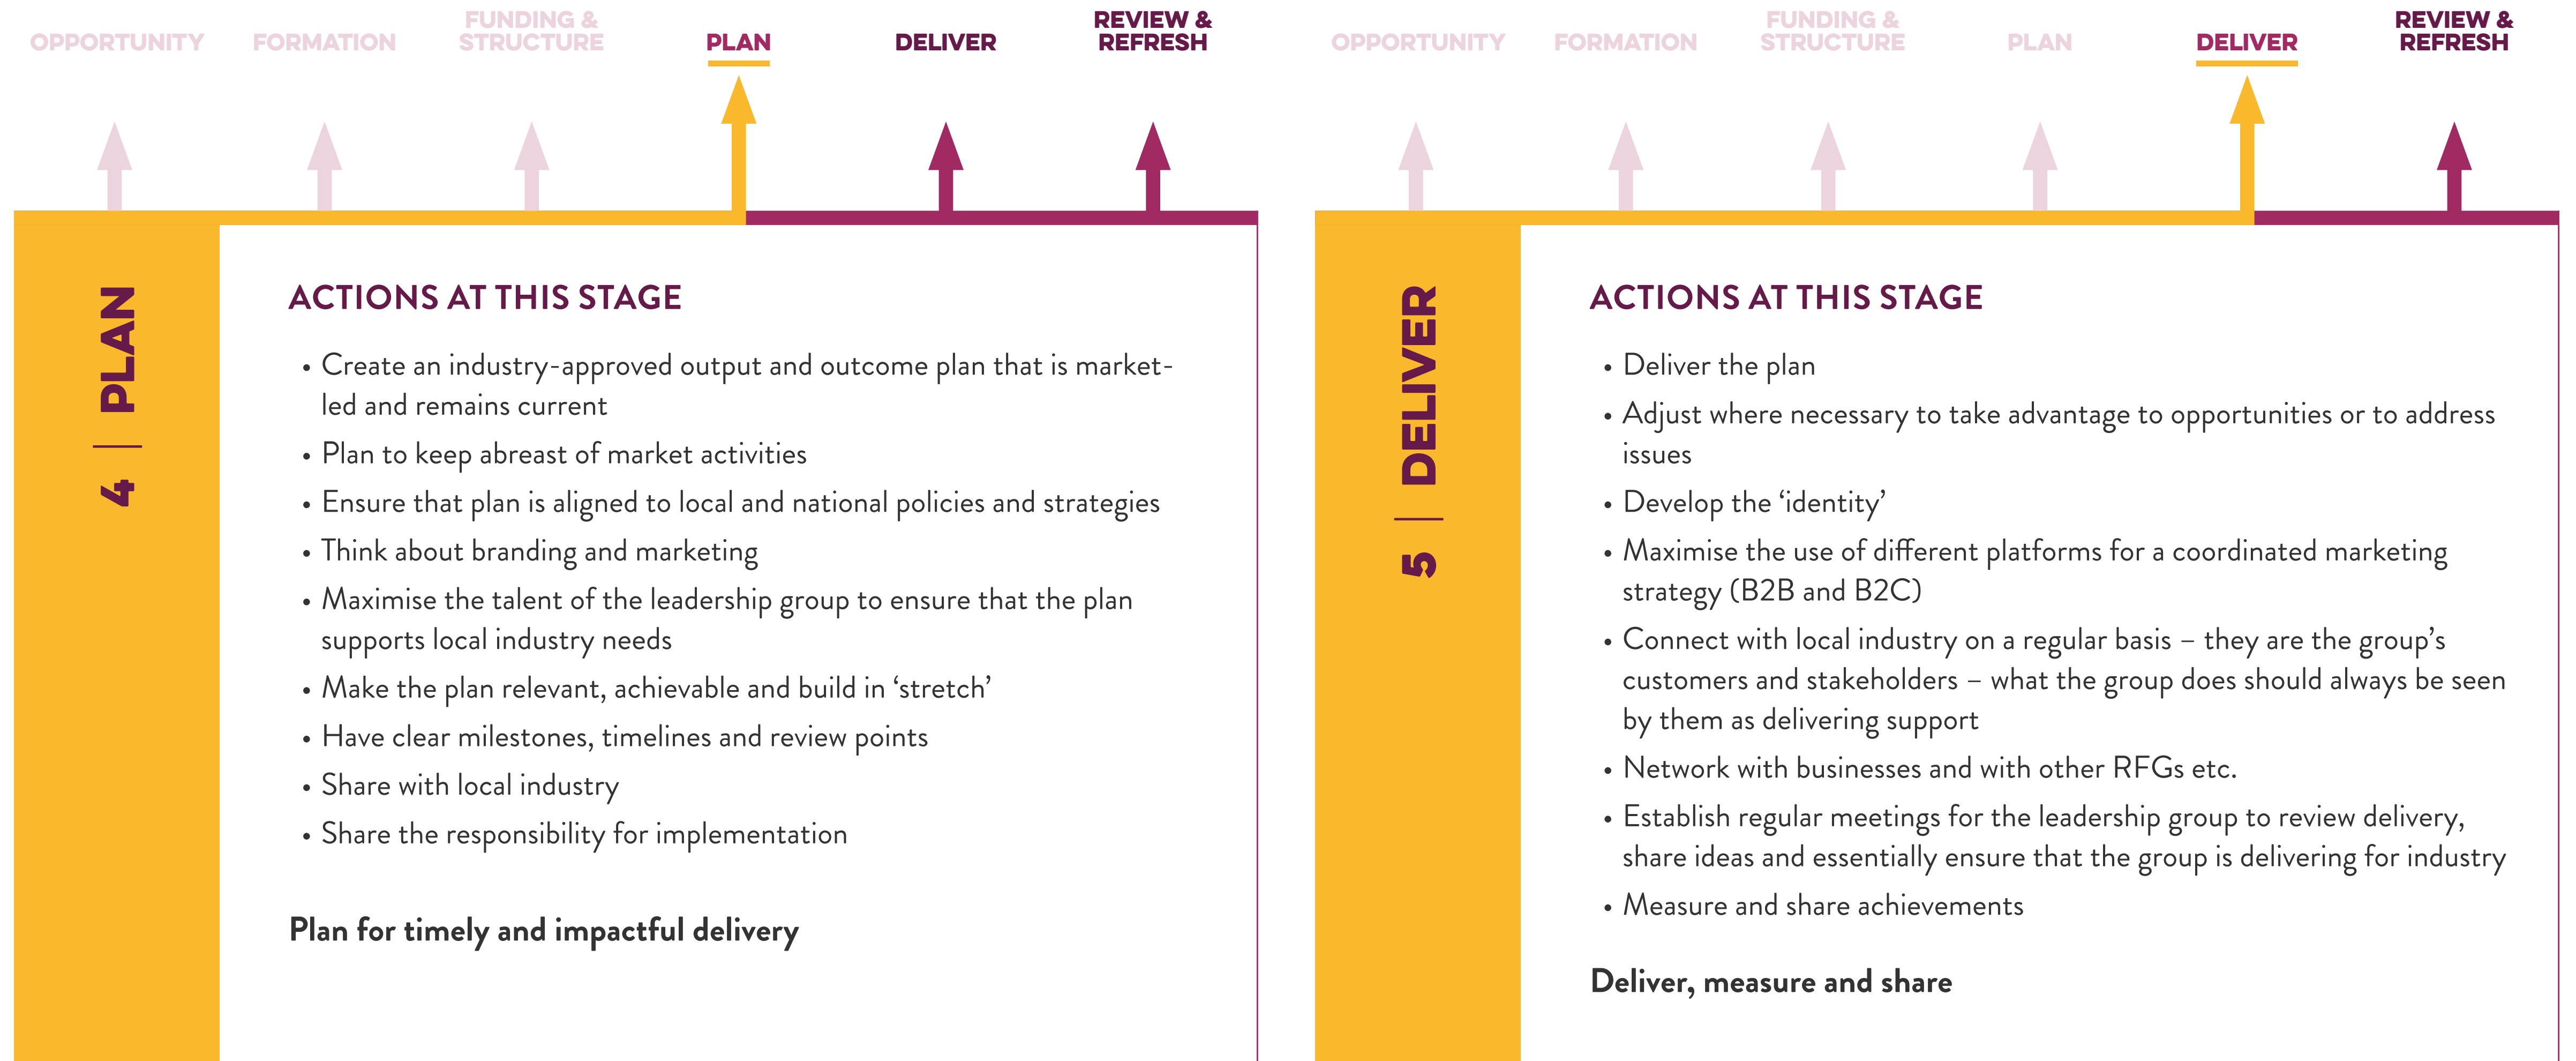 OPPORTUNITY
FORMATION
FUNDING &
STRUCTURE
PLAN
DELIVER
REVIEW &
REFRESH
4 | PLAN
ACTIONS AT THIS STAGE
• Create an industry-approved output and outcome plan that is market-
led and remains current
• Plan to keep abreast of market activities
• Ensure that plan is aligned to local and national policies and strategies
• Think about branding and marketing
• Maximise the talent of the leadership group to ensure that the plan
supports local industry needs
• Make the plan relevant, achievable and build in ‘stretch’
• Have clear milestones, timelines and review points
• Share with local industry
• Share the responsibility for implementation
Plan for timely and impactful delivery
OPPORTUNITY
FORMATION
FUNDING &
STRUCTURE
PLAN
DELIVER
REVIEW &
REFRESH
5 | DELIVER
ACTIONS AT THIS STAGE
• Deliver the plan
• Adjust where necessary to take advantage to opportunities or to address
issues
• Develop the ‘identity’
• Maximise the use of different platforms for a coordinated marketing
strategy (B2B and B2C)
• Connect with local industry on a regular basis – they are the group’s
customers and stakeholders – what the group does should always be seen
by them as delivering support
• Network with businesses and with other RFGs etc.
• Establish regular meetings for the leadership group to review delivery,
share ideas and essentially ensure that the group is delivering for industry
• Measure and share achievements
Deliver, measure and share